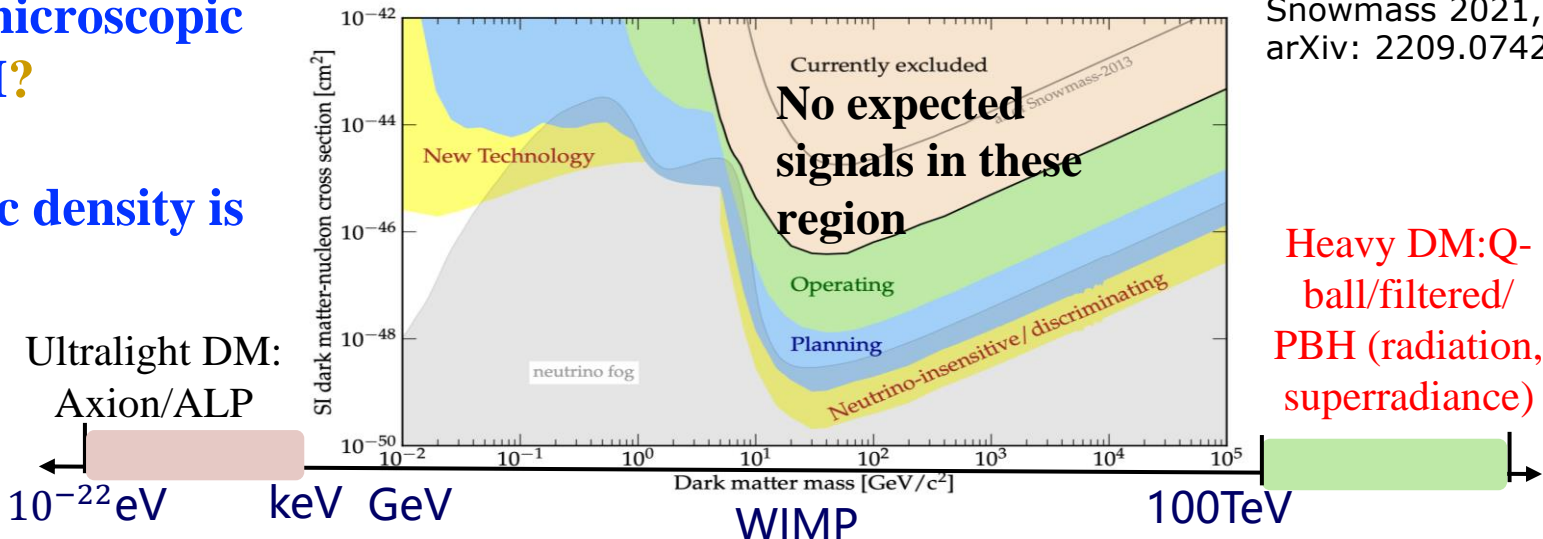 microscopic
?
c density is
Snowmass 2021,
arXiv: 2209.0742
10⁻⁴²
10⁻⁴⁴
10⁻⁴⁶
10⁻⁴⁸
10⁻⁵⁰
SI dark matter-nucleon cross section [cm²]
Currently excluded
Snowmass-2013
No expected
signals in these
region
New Technology
Operating
Planning
Neutrino-insensitive/discriminating
neutrino fog
10⁻² 10⁻¹ 10⁰ 10¹ 10² 10³ 10⁴ 10⁵
Dark matter mass [GeV/c²]
Ultralight DM:
Axion/ALP
Heavy DM:Q-
ball/filtered/
PBH (radiation,
superradiance)
10⁻²²eV keV GeV WIMP 100TeV